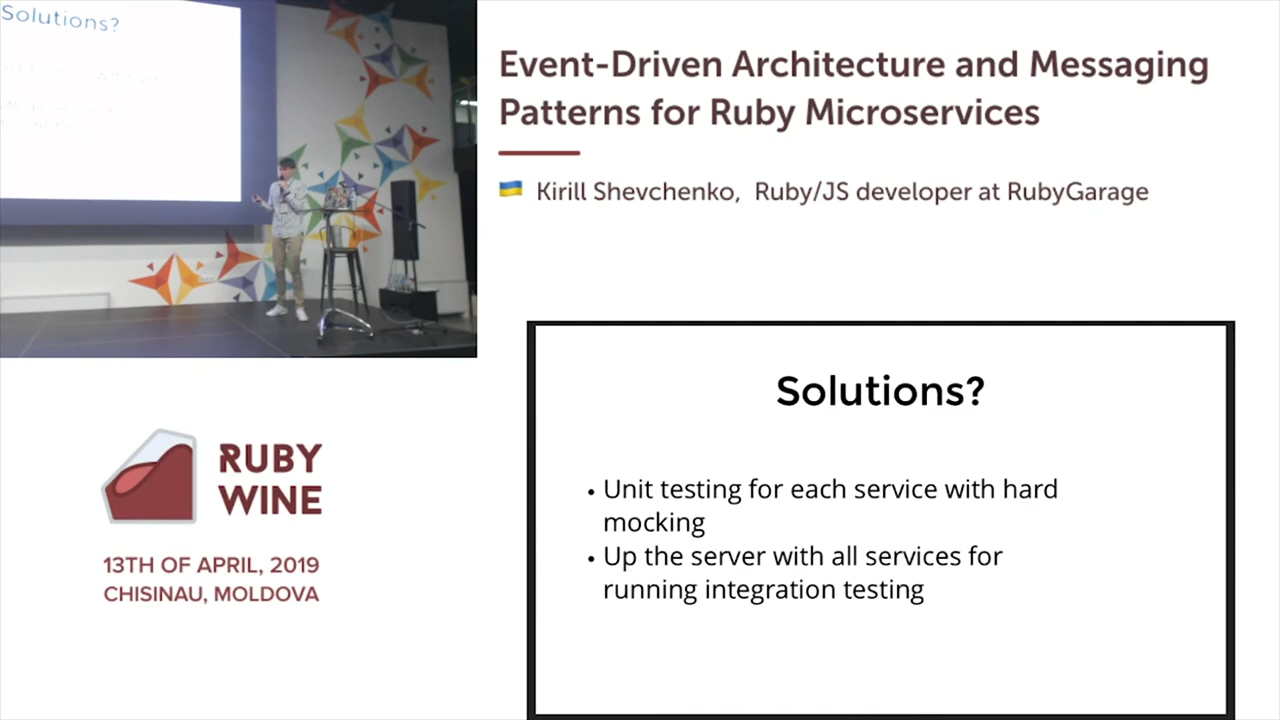 Solutions?
Event-Driven Architecture and Messaging
Patterns for Ruby Microservices
Kirill Shevchenko, Ruby/JS developer at RubyGarage
RUBY
WINE
13TH OF APRIL, 2019
CHISINAU, MOLDOVA
Solutions?
• Unit testing for each service with hard
mocking
• Up the server with all services for
running integration testing